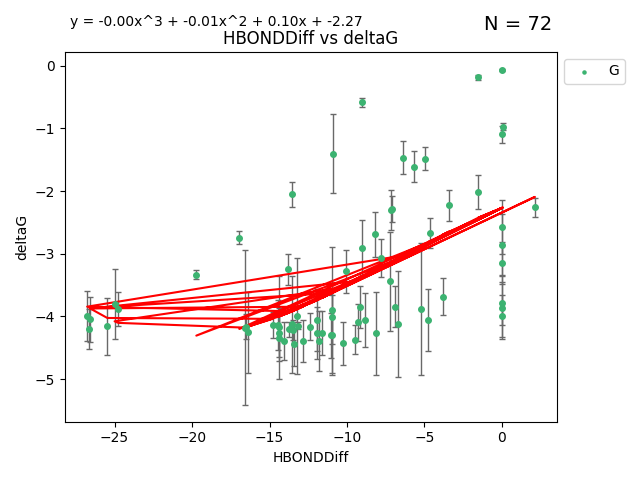 y = -0.00x^3 + -0.01x^2 + 0.10x + -2.27
N = 72
HBONDDiff vs deltaG
G
0
−1
−2
−3
−4
−5
deltaG
−25
−20
−15
−10
−5
0
HBONDDiff